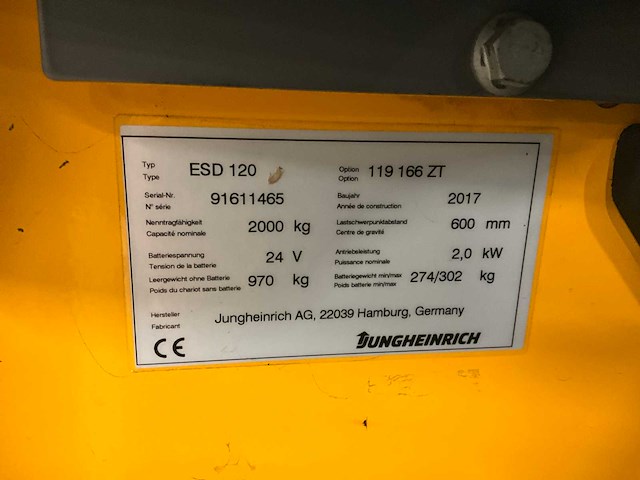 Typ ESD 120 Option 119 166 ZT
Type Option
Serial-Nr. 91611465 Baujahr 2017
N° série Année de construction
Nenntragfähigkeit 2000 kg Lastschwerpunktabstand 600 mm
Capacité nominale Centre de gravité
Batteriespannung 24 V Antriebsleistung 2,0 kW
Tension de la batterie Puissance nominale
Leergewicht ohne Batterie 970 kg Batteriegewicht min/max 274/302 kg
Poids du chariot sans batterie Poids batterie min/max
Hersteller Jungheinrich AG, 22039 Hamburg, Germany
Fabricant
CE JUNGHEINRICH